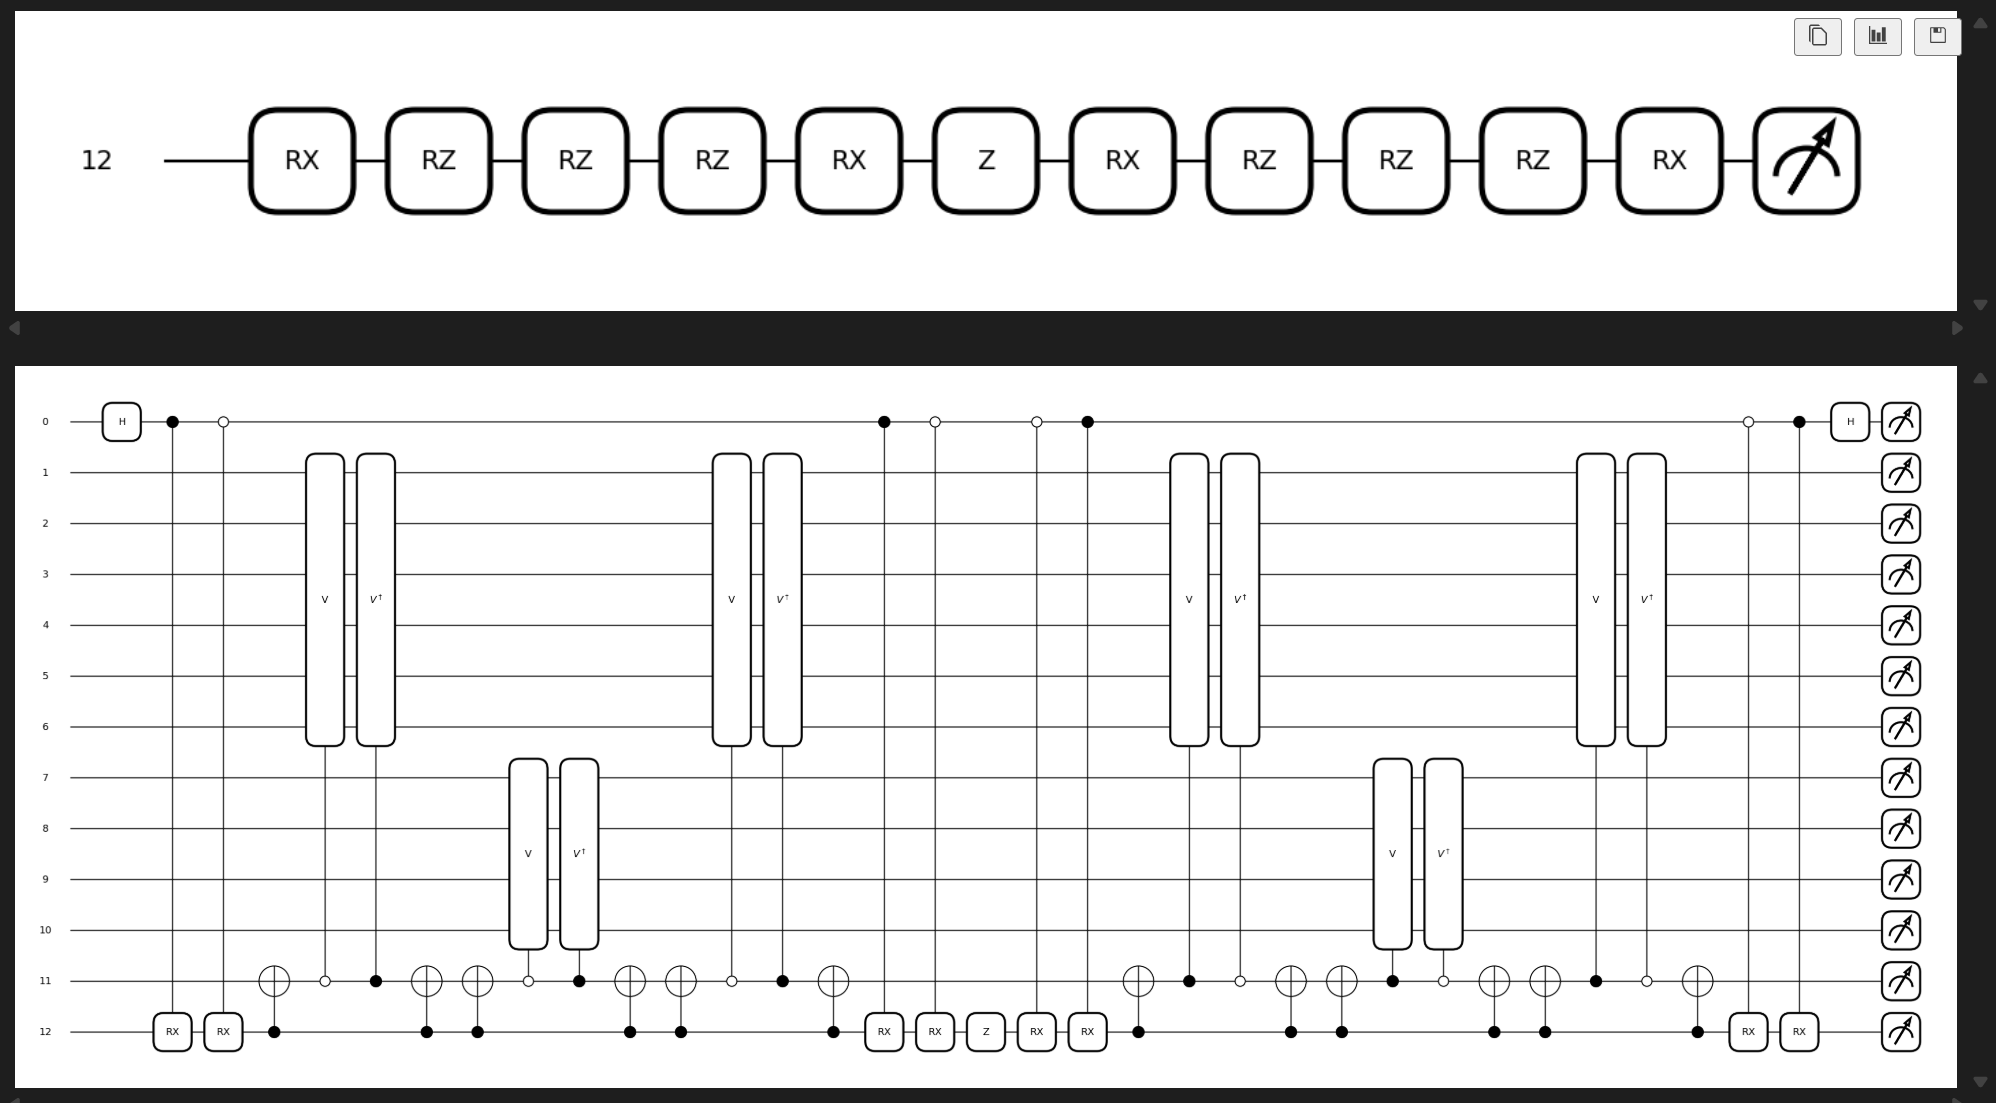 12 RX RZ RZ RZ RX Z RX RZ RZ RZ RX
0 H H
1
2
3
4 V V† V V† V V† V V†
5
6
7
8
9 V V† V V†
10
11
12 RX RX RX RX Z RX RX RX RX